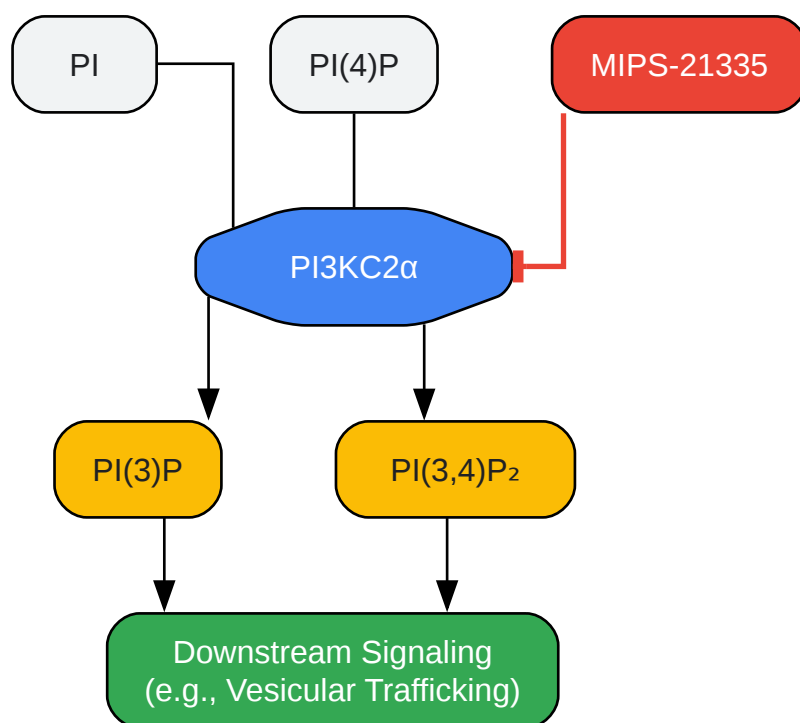 PI
PI(4)P
MIPS-21335
PI3KC2α
PI(3)P
PI(3,4)P₂
Downstream Signaling
(e.g., Vesicular Trafficking)